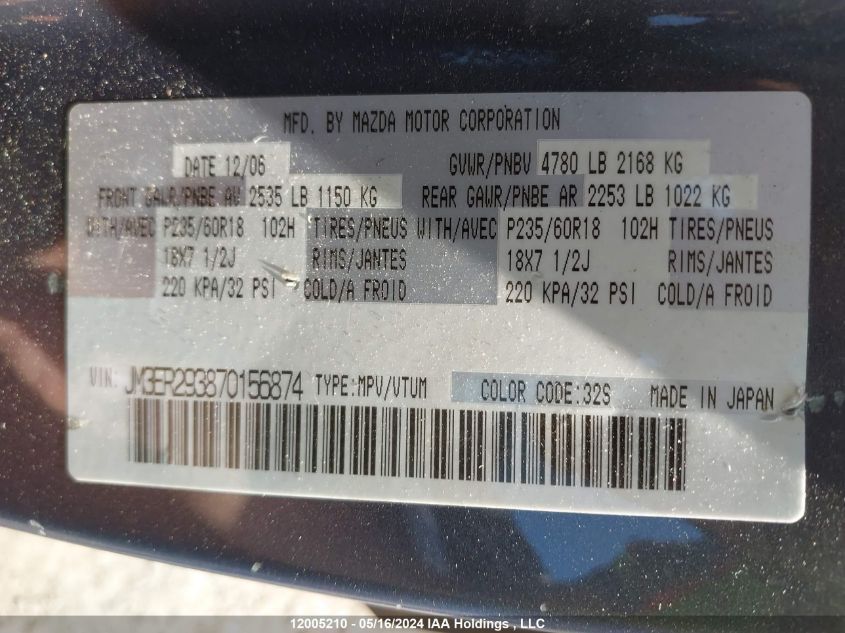 MFD. BY MAZDA MOTOR CORPORATION
DATE 12/06 GVWR/PNBV 4780 LB 2168 KG
FRONT GAWR/PNBE AV 2535 LB 1150 KG REAR GAWR/PNBE AR 2253 LB 1022 KG
WITH/AVEC P235/60R18 102H TIRES/PNEUS WITH/AVEC P235/60R18 102H TIRES/PNEUS
18X7 1/2J RIMS/JANTES 18X7 1/2J RIMS/JANTES
220 KPA/32 PSI COLD/A FROID 220 KPA/32 PSI COLD/A FROID
VIN: JM3ER293870156874 TYPE:MPV/VTUM COLOR CODE:32S MADE IN JAPAN
12005210 - 05/16/2024 IAA Holdings, LLC.